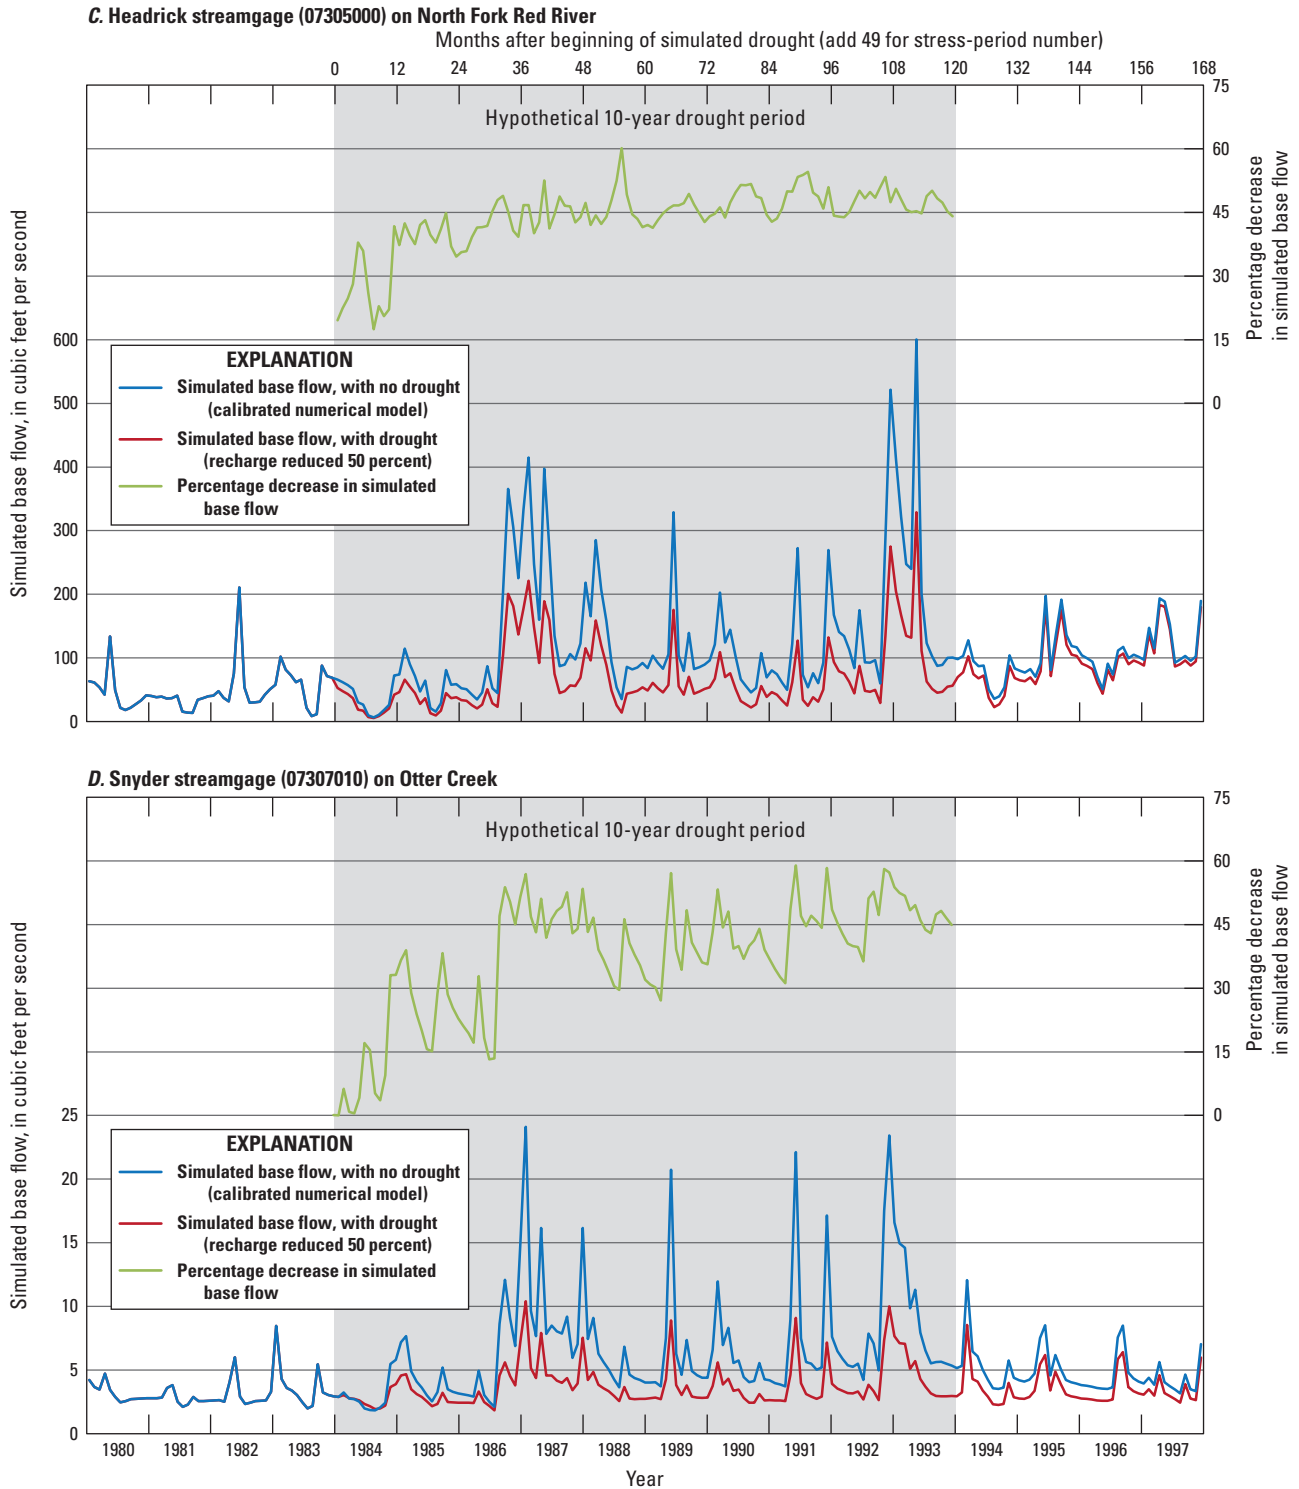 C. Headrick streamgage (07305000) on North Fork Red River
Months after beginning of simulated drought (add 49 for stress-period number)
0 12 24 36 48 60 72 84 96 108 120 132 144 156 168
Hypothetical 10-year drought period
75
60
45
30
15
0
Percentage decrease
in simulated base flow
600
500
400
300
200
100
0
Simulated base flow, in cubic feet per second
EXPLANATION
Simulated base flow, with no drought
(calibrated numerical model)
Simulated base flow, with drought
(recharge reduced 50 percent)
Percentage decrease in simulated
base flow
D. Snyder streamgage (07307010) on Otter Creek
Hypothetical 10-year drought period
75
60
45
30
15
0
Percentage decrease
in simulated base flow
25
20
15
10
5
0
Simulated base flow, in cubic feet per second
EXPLANATION
Simulated base flow, with no drought
(calibrated numerical model)
Simulated base flow, with drought
(recharge reduced 50 percent)
Percentage decrease in simulated
base flow
1980 1981 1982 1983 1984 1985 1986 1987 1988 1989 1990 1991 1992 1993 1994 1995 1996 1997
Year